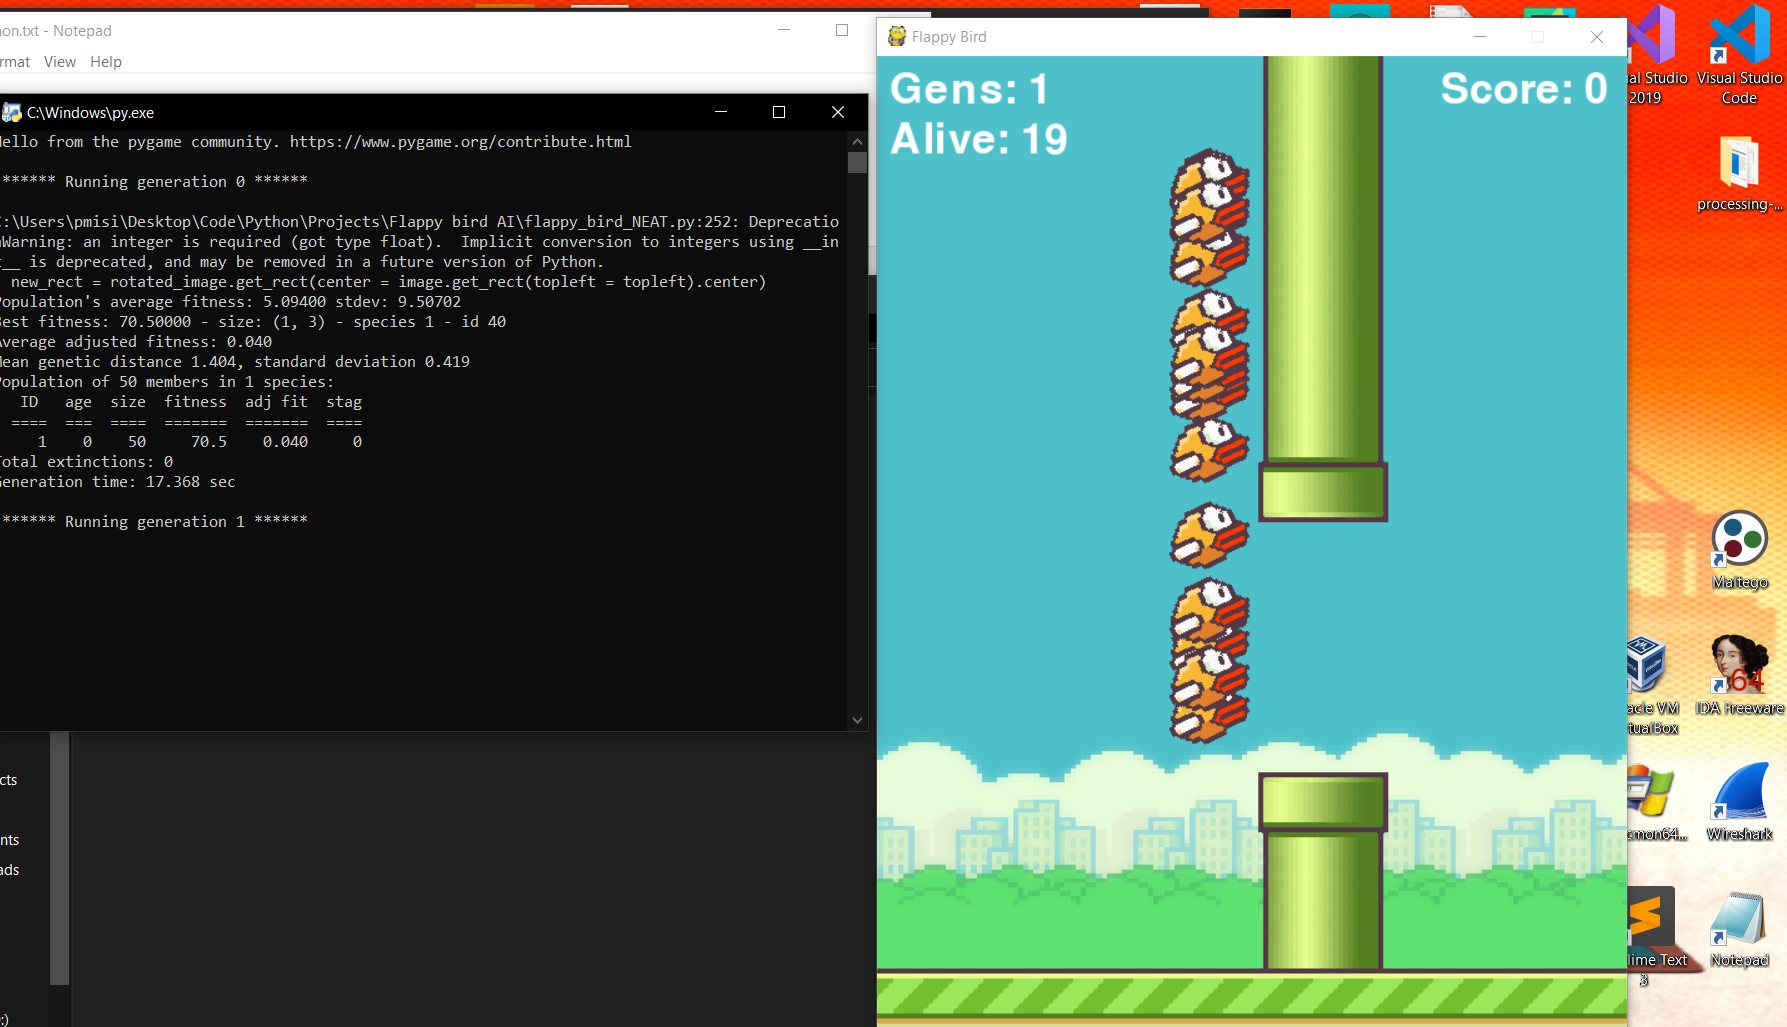 on.txt - Notepad
rmat View Help
C:\Windows\py.exe
ello from the pygame community. https://www.pygame.org/contribute.html
****** Running generation 0 ******
:\Users\pmisi\Desktop\Code\Python\Projects\Flappy bird AI\flappy_bird_NEAT.py:252: Deprecatio
nWarning: an integer is required (got type float).  Implicit conversion to integers using __in
t__ is deprecated, and may be removed in a future version of Python.
new_rect = rotated_image.get_rect(center = image.get_rect(topleft = topleft).center)
opulation's average fitness: 5.09400 stdev: 9.50702
est fitness: 70.50000 - size: (1, 3) - species 1 - id 40
verage adjusted fitness: 0.040
ean genetic distance 1.404, standard deviation 0.419
opulation of 50 members in 1 species:
ID age size fitness adj fit stag
==== === ==== ======= ======= ====
1 0 50 70.5 0.040 0
otal extinctions: 0
eneration time: 17.368 sec
****** Running generation 1 ******
cts
nts
ads
:)
Flappy Bird
Gens: 1
Score: 0
Alive: 19
al Studio
2019
Visual Studio
Code
processing-...
Maltego
acle VM
tualBox
64
IDA Freeware
cmon64...
Wireshark
lime Text
3
Notepad